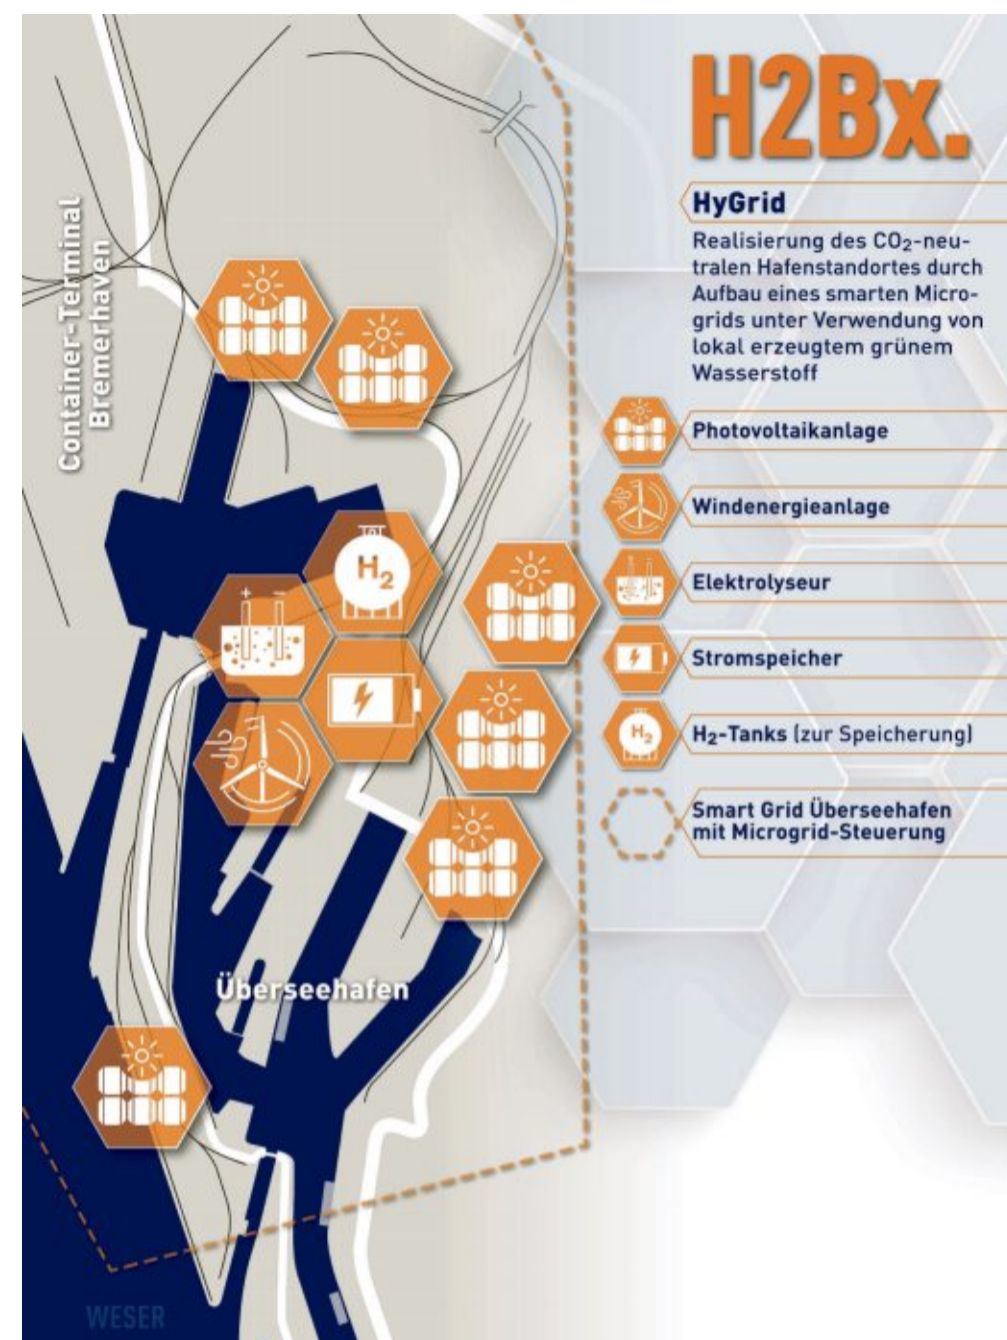 H2Bx.
HyGrid
Realisierung des CO₂-neu-
tralen Hafenstandortes durch
Aufbau eines smarten Micro-
grids unter Verwendung von
lokal erzeugtem grünem
Wasserstoff
Photovoltaikanlage
Windenergieanlage
Elektrolyseur
Stromspeicher
H₂
H₂-Tanks (zur Speicherung)
Smart Grid Überseehafen
mit Microgrid-Steuerung
Container-Terminal
Bremerhaven
H₂
+ −
Überseehafen
WESER